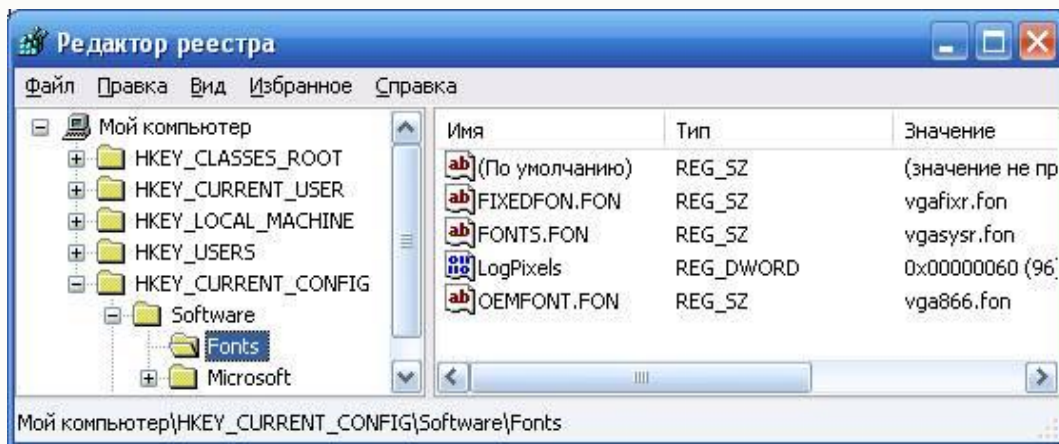 Редактор реестра
Файл Правка Вид Избранное Справка
Мой компьютер
HKEY_CLASSES_ROOT
HKEY_CURRENT_USER
HKEY_LOCAL_MACHINE
HKEY_USERS
HKEY_CURRENT_CONFIG
Software
Fonts
Microsoft
Имя Тип Значение
(По умолчанию) REG_SZ (значение не пр
FIXEDFON.FON REG_SZ vgafixr.fon
FONTS.FON REG_SZ vgasysr.fon
LogPixels REG_DWORD 0x00000060 (96)
OEMFONT.FON REG_SZ vga866.fon
Мой компьютер\HKEY_CURRENT_CONFIG\Software\Fonts